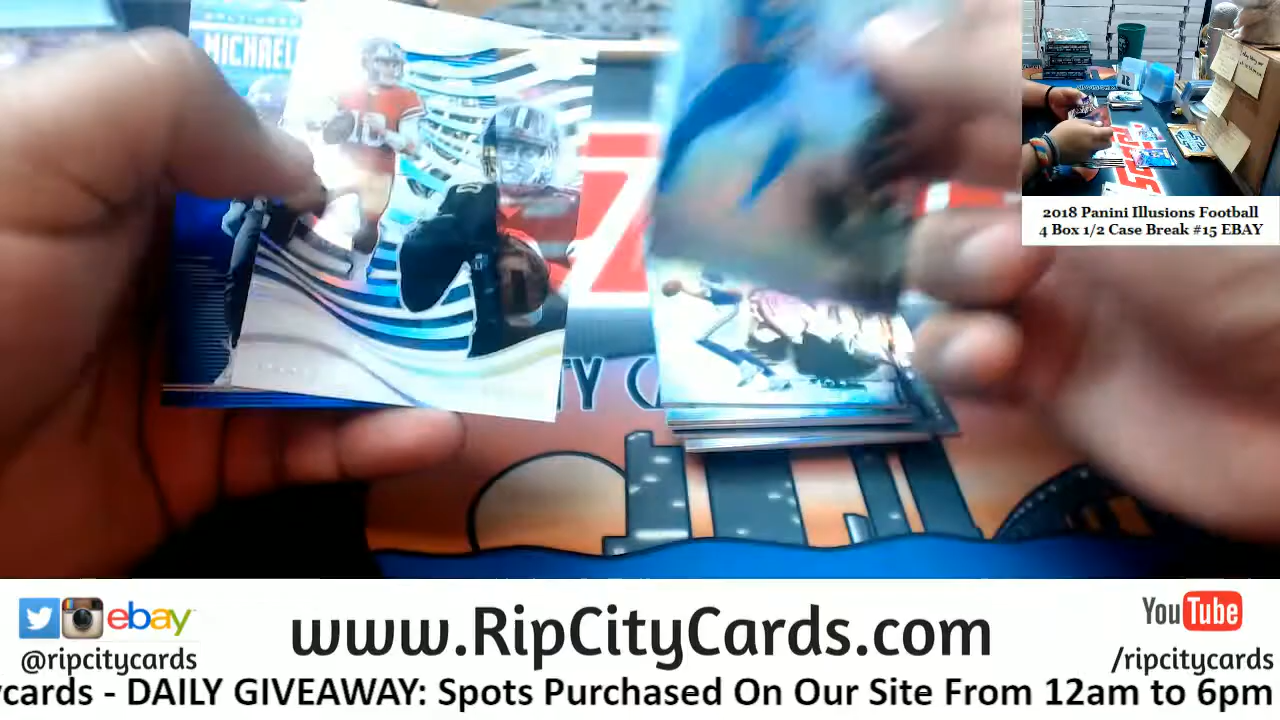 MICHAEL
TY C
2018 Panini Illusions Football
4 Box 1/2 Case Break #15 EBAY
ebay
www.RipCityCards.com
YouTube
@ripcitycards
/ripcitycards
cards - DAILY GIVEAWAY: Spots Purchased On Our Site From 12am to 6pm